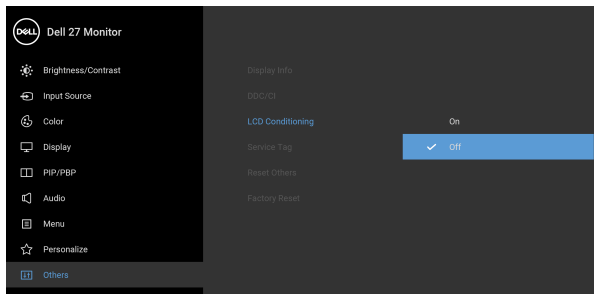 DELL
Dell 27 Monitor
Brightness/Contrast
Input Source
Color
Display
PIP/PBP
Audio
Menu
Personalize
Others
Display Info
DDC/CI
LCD Conditioning
Service Tag
Reset Others
Factory Reset
On
Off